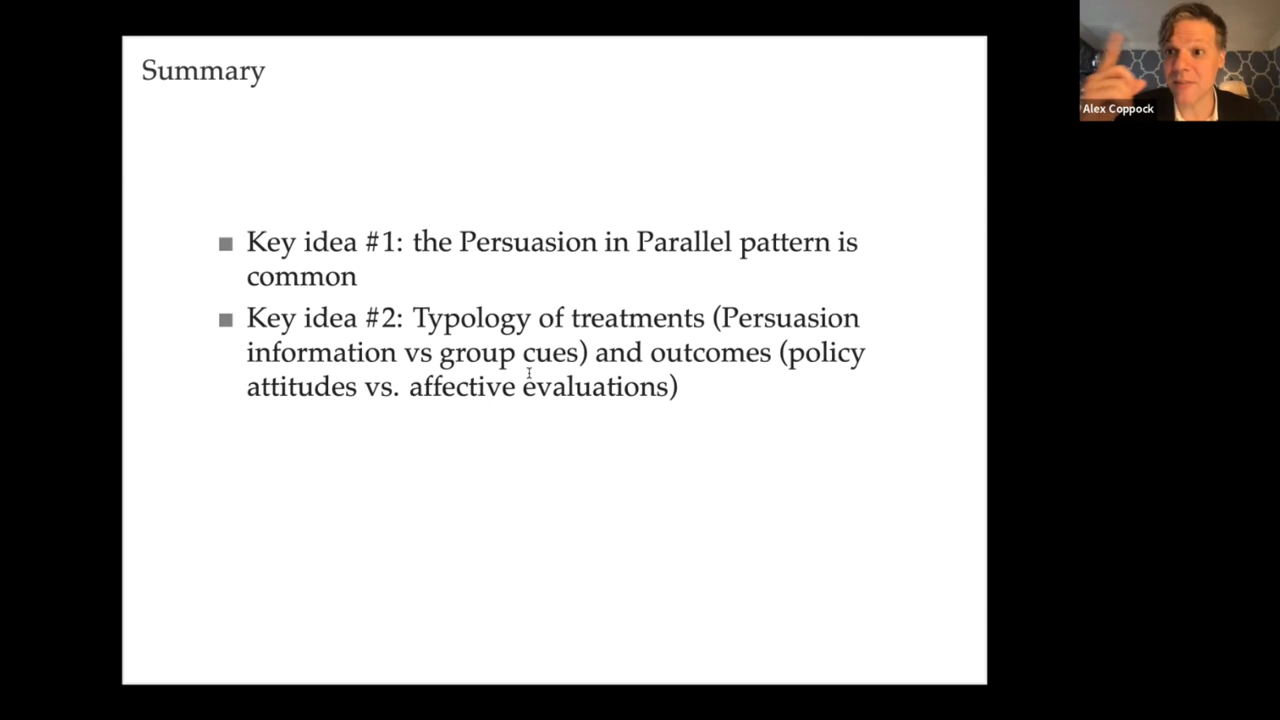 Summary
Key idea #1: the Persuasion in Parallel pattern is
common
Key idea #2: Typology of treatments (Persuasion
information vs group cues) and outcomes (policy
attitudes vs. affective evaluations)
Alex Coppock